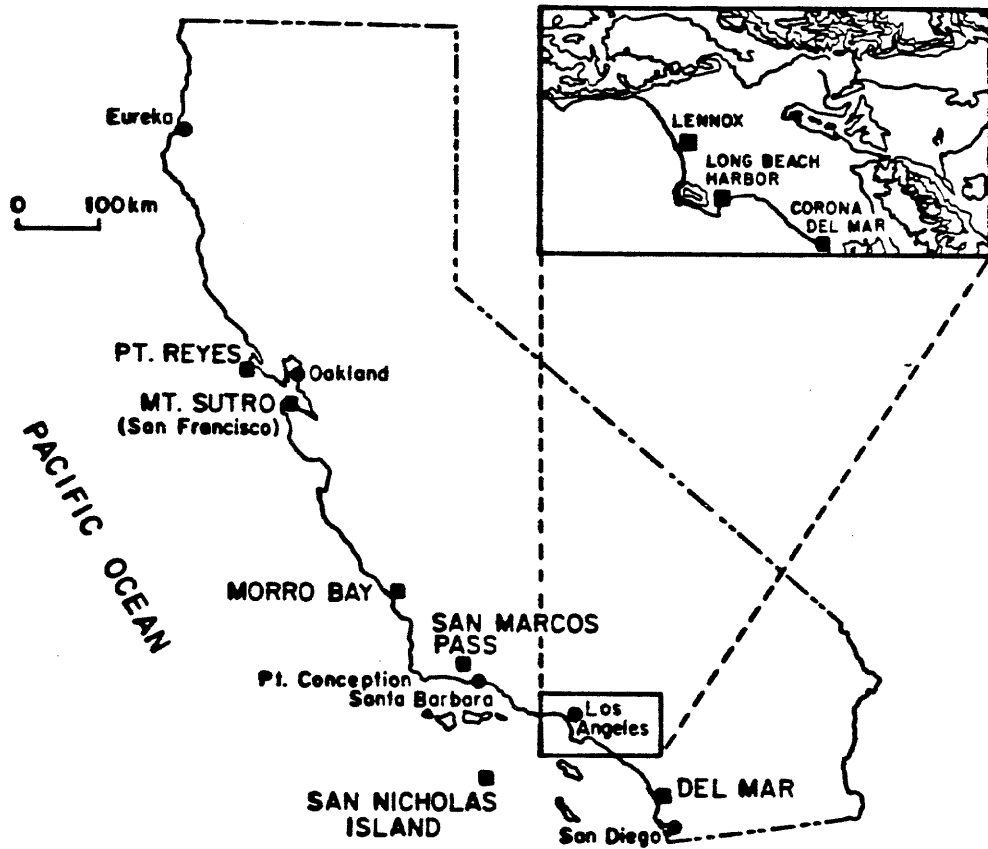 Eureka
0 100km
LENNOX
LONG BEACH
HARBOR
CORONA
DEL MAR
PT. REYES
Oakland
MT. SUTRO
(San Francisco)
PACIFIC OCEAN
MORRO BAY
SAN MARCOS
PASS
Pt. Conception
Santa Barbara
Los
Angeles
SAN NICHOLAS
ISLAND
DEL MAR
San Diego